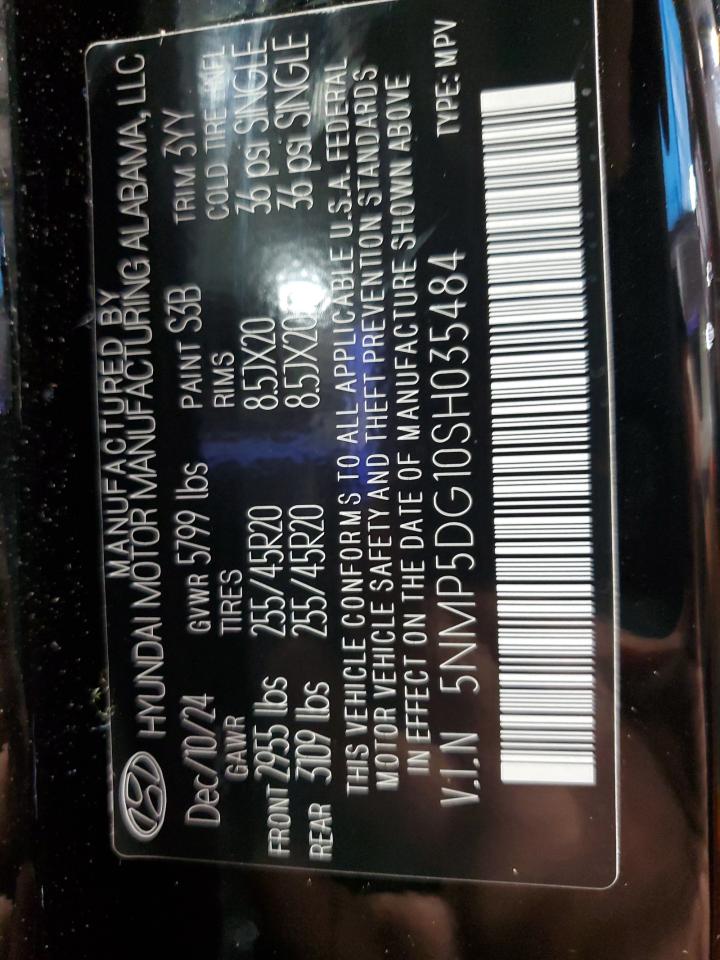 MANUFACTURED BY
HYUNDAI MOTOR MANUFACTURING ALABAMA, LLC
Dec/10/24 GVWR 5799 lbs PAINT S3B TRIM 3YY
GAWR TIRES RIMS COLD TIRE INFL
FRONT 2955 lbs 255/45R20 8.5JX20 36 psi SINGLE
REAR 3109 lbs 255/45R20 8.5JX20 36 psi SINGLE
THIS VEHICLE CONFORMS TO ALL APPLICABLE U.S.A. FEDERAL
MOTOR VEHICLE SAFETY AND THEFT PREVENTION STANDARDS
IN EFFECT ON THE DATE OF MANUFACTURE SHOWN ABOVE
V.I.N 5NMP5DG10SH035484 TYPE: MPV